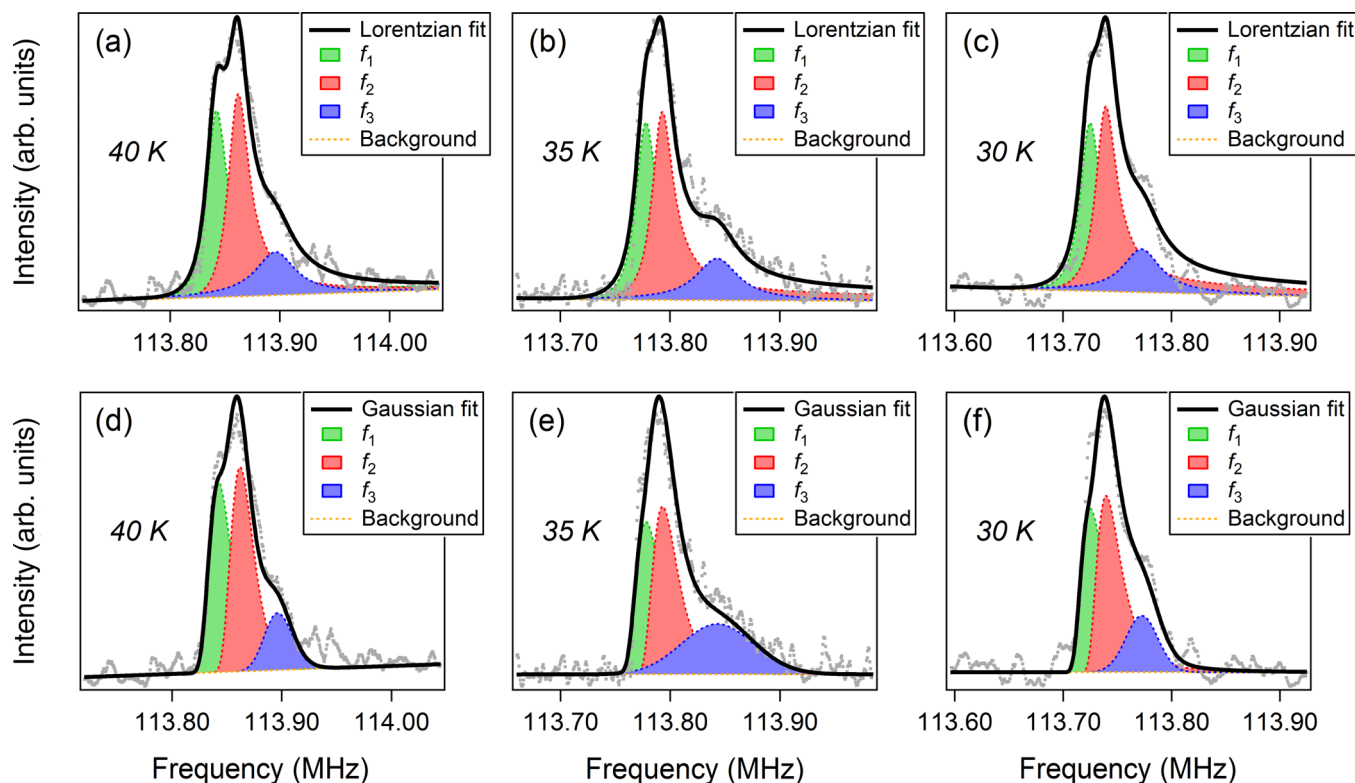 (a)
Lorentzian fit
f1
f2
f3
Background
40 K
(b)
Lorentzian fit
f1
f2
f3
Background
35 K
(c)
Lorentzian fit
f1
f2
f3
Background
30 K
Intensity (arb. units)
113.80 113.90 114.00
113.70 113.80 113.90
113.60 113.70 113.80 113.90
(d)
Gaussian fit
f1
f2
f3
Background
40 K
(e)
Gaussian fit
f1
f2
f3
Background
35 K
(f)
Gaussian fit
f1
f2
f3
Background
30 K
Intensity (arb. units)
113.80 113.90 114.00
113.70 113.80 113.90
113.60 113.70 113.80 113.90
Frequency (MHz)
Frequency (MHz)
Frequency (MHz)